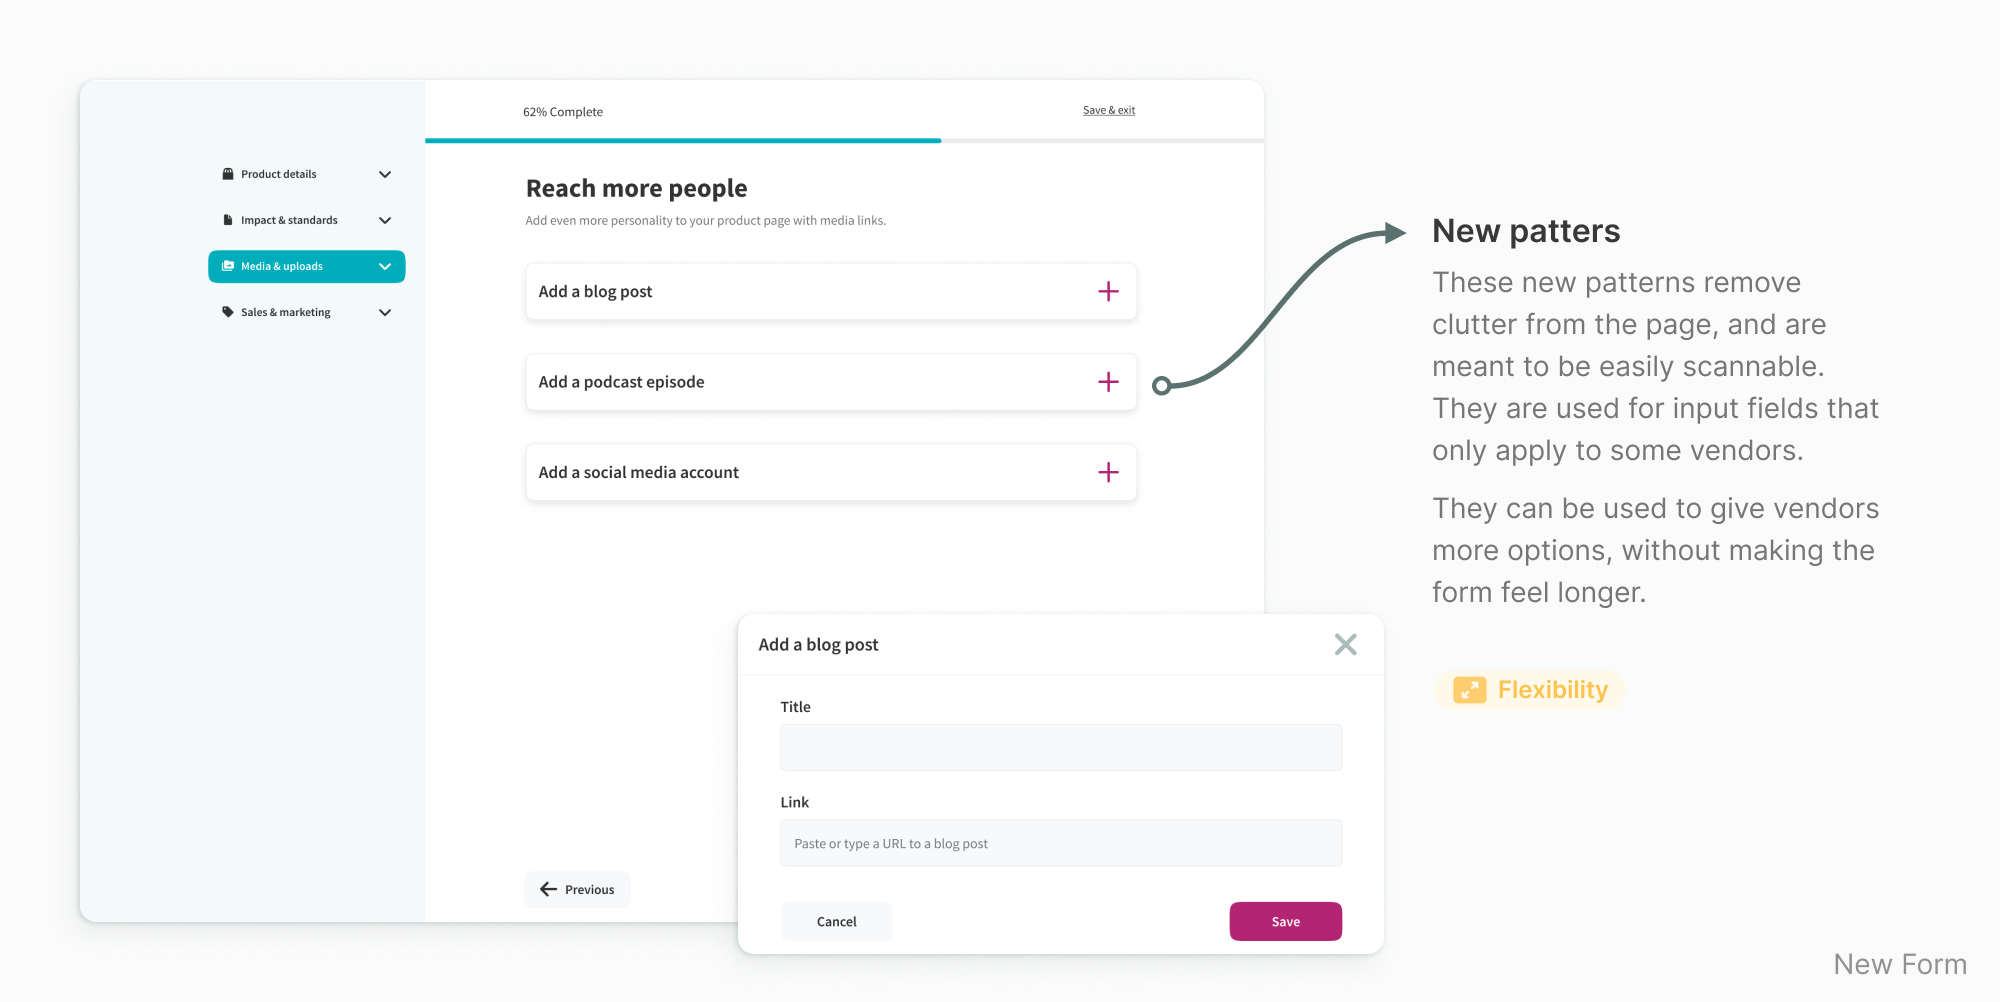 62% Complete
Save & exit
Product details
Impact & standards
Media & uploads
Sales & marketing
Reach more people
Add even more personality to your product page with media links.
Add a blog post
Add a podcast episode
Add a social media account
Previous
Add a blog post
Title
Link
Paste or type a URL to a blog post
Cancel
Save
New patters
These new patterns remove
clutter from the page, and are
meant to be easily scannable.
They are used for input fields that
only apply to some vendors.
They can be used to give vendors
more options, without making the
form feel longer.
Flexibility
New Form